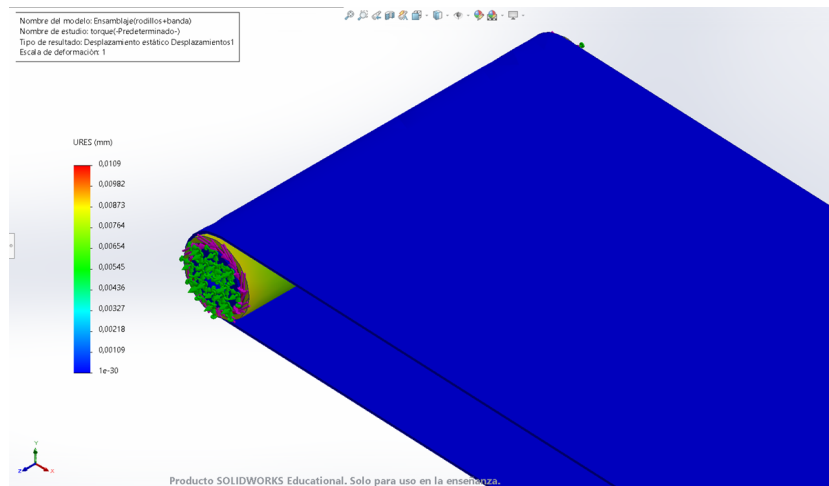 Nombre del modelo: Ensamblaje(rodillos+banda)
Nombre de estudio: torque(-Predeterminado-)
Tipo de resultado: Desplazamiento estático Desplazamientos1
Escala de deformación: 1
URES (mm)
0,0109
0,00982
0,00873
0,00764
0,00654
0,00545
0,00436
0,00327
0,00218
0,00109
1e-30
Y
Z
X
Producto SOLIDWORKS Educational. Solo para uso en la enseñanza.